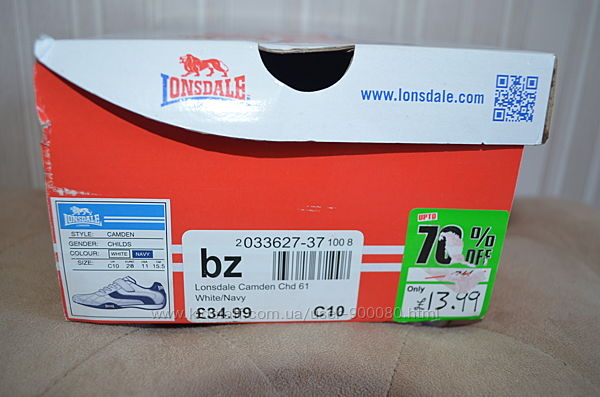 LONSDALE
www.lonsdale.com
LONSDALE
STYLE: CAMDEN
GENDER: CHILDS
COLOUR: WHITE NAVY
SIZE:
C10 28 11 15.5
2 033627-37 100 8
bz
Lonsdale Camden Chd 61
White/Navy
£34.99 C10
UP TO
70% OFF
Only
£13.99